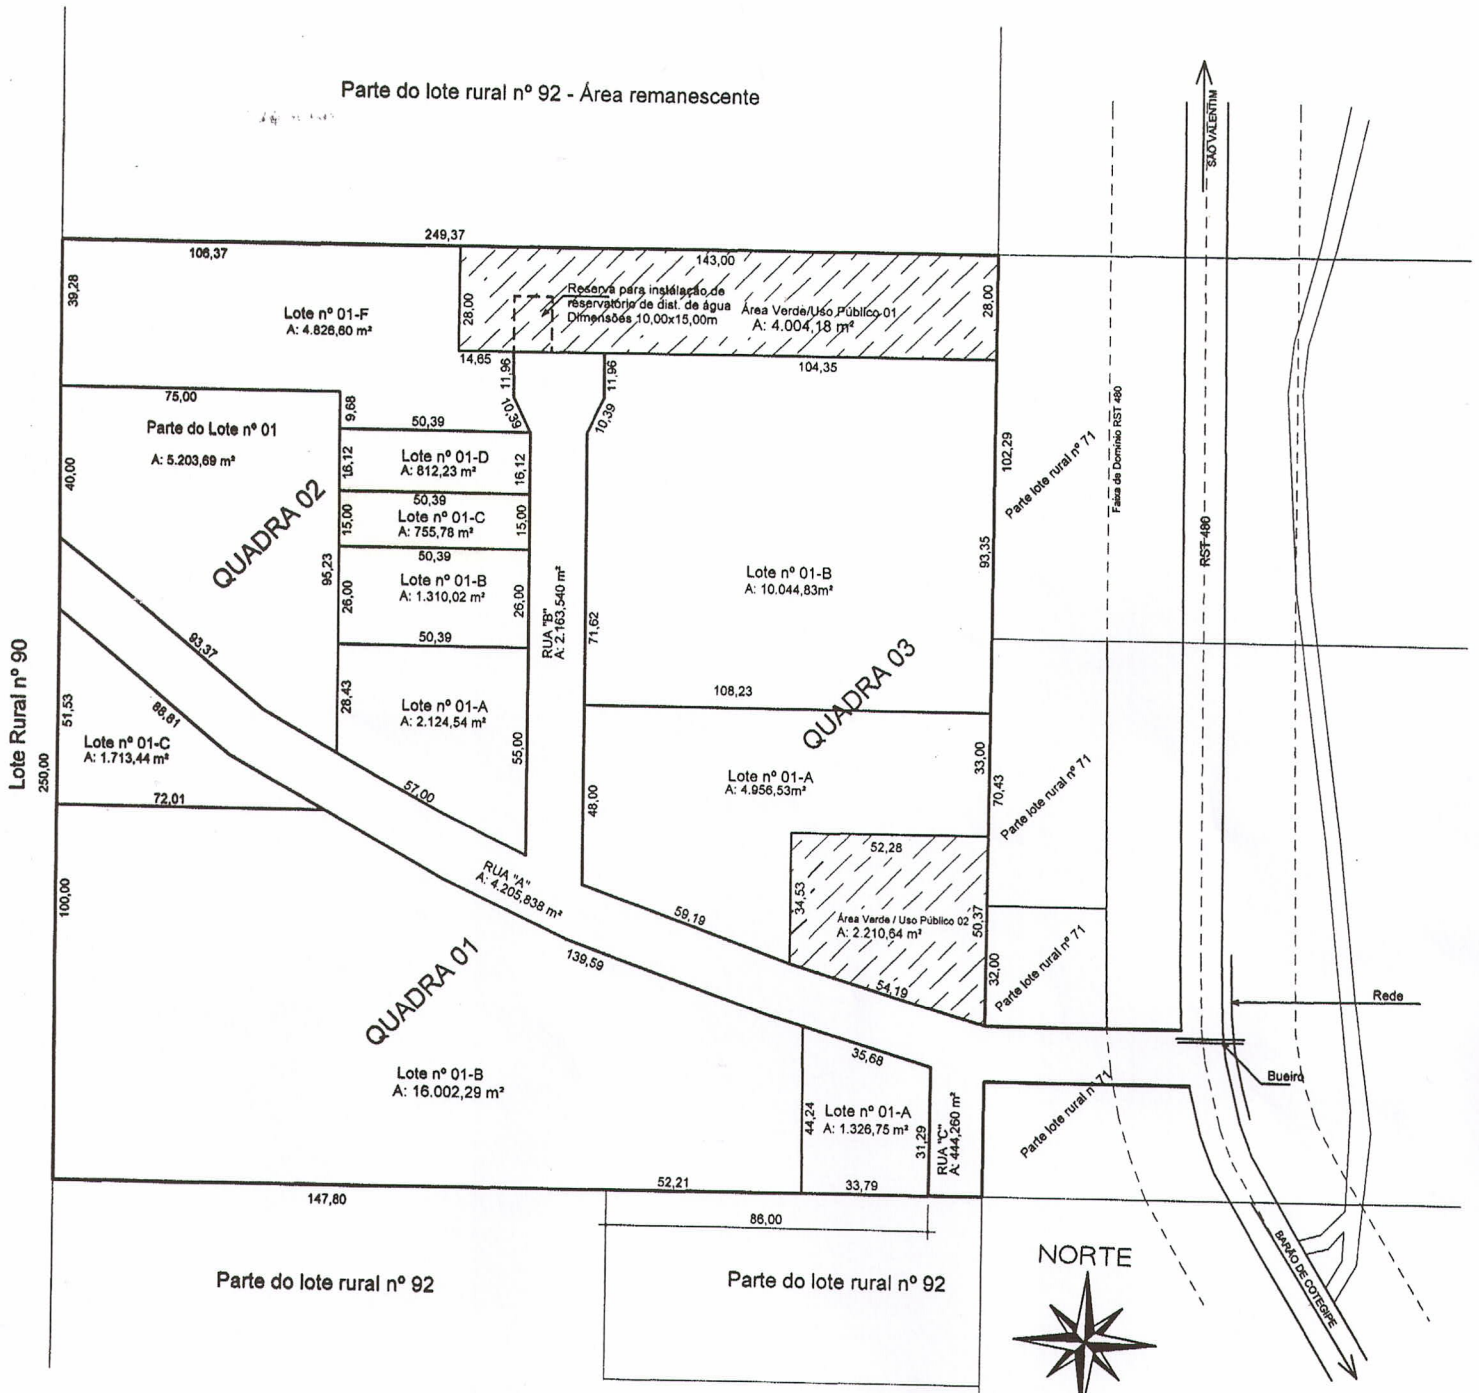 Parte do lote rural nº 92 - Área remanescente
SÃO VALENTIM
249,37
106,37
143,00
39,28
Lote nº 01-F
A: 4.826,60 m²
28,00
Reserva para instalação de
reservatório de dist. de água
Dimensões 10,00x15,00m
Área Verde/Uso Público 01
A: 4.004,18 m²
28,00
14,65
11,96
11,96
104,35
75,00
9,68
10,39
10,39
50,39
Parte do Lote nº 01
A: 5.203,69 m²
40,00
16,12
Lote nº 01-D
A: 812,23 m²
16,12
102,29
Parte lote rural nº 71
Faixa de Domínio RST 480
RST-480
QUADRA 02
50,39
15,00
Lote nº 01-C
A: 755,78 m²
15,00
50,39
95,23
26,00
Lote nº 01-B
A: 1.310,02 m²
26,00
50,39
RUA "B"
A: 2.163,540 m²
71,62
Lote nº 01-B
A: 10.044,83m²
93,35
QUADRA 03
108,23
Lote Rural nº 90
93,37
88,81
51,53
28,43
Lote nº 01-A
A: 2.124,54 m²
55,00
Lote nº 01-C
A: 1.713,44 m²
250,00
72,01
57,00
48,00
Lote nº 01-A
A: 4.956,53m²
33,00
70,43
Parte lote rural nº 71
52,28
100,00
RUA "A"
A: 4.205,838 m²
34,53
59,19
Área Verde / Uso Público 02
A: 2.210,64 m²
50,37
32,00
Parte lote rural nº 71
54,19
QUADRA 01
139,59
Rede
35,68
Bueiro
Lote nº 01-B
A: 16.002,29 m²
44,24
Lote nº 01-A
A: 1.326,75 m²
31,29
RUA "C"
A: 444,260 m²
Parte lote rural nº 71
147,80
52,21
33,79
86,00
BARÃO DE COTEGIPE
NORTE
Parte do lote rural nº 92
Parte do lote rural nº 92